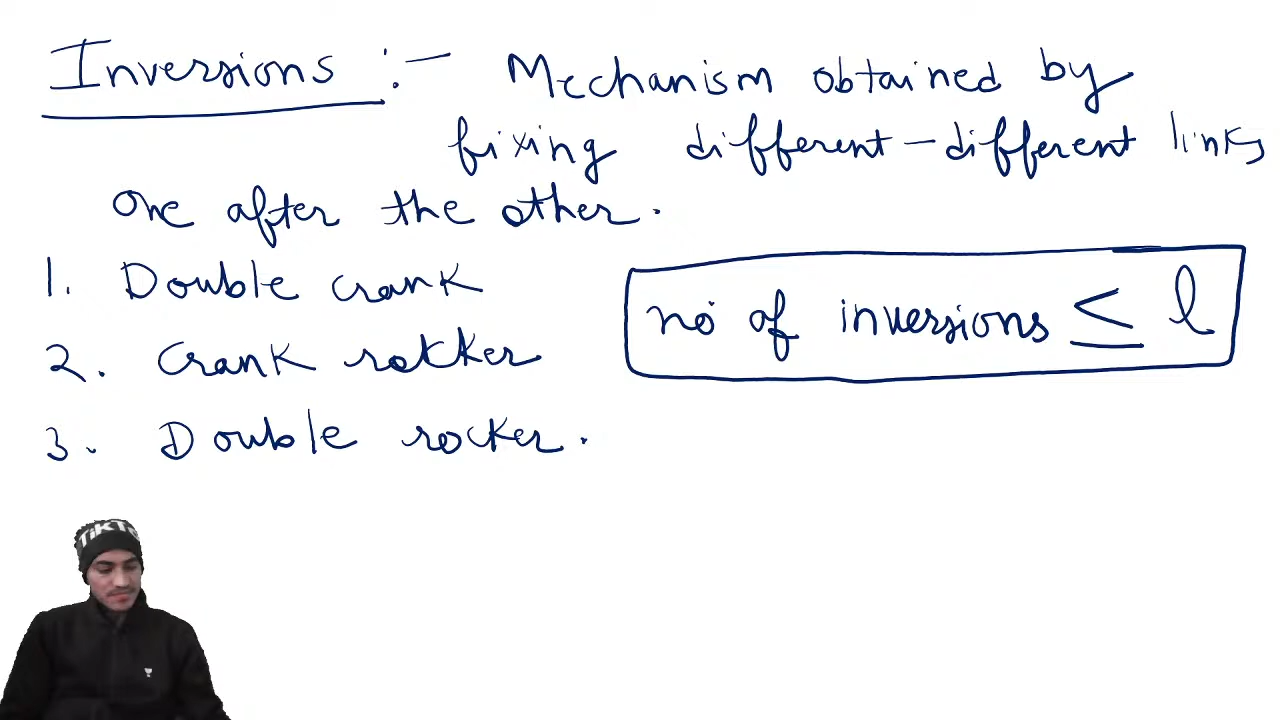 Inversions :- Mechanism obtained by
fixing different-different links
one after the other.
1. Double crank
2. Crank rocker
3. Double rocker.
no of inversions ≤ l
TikTo